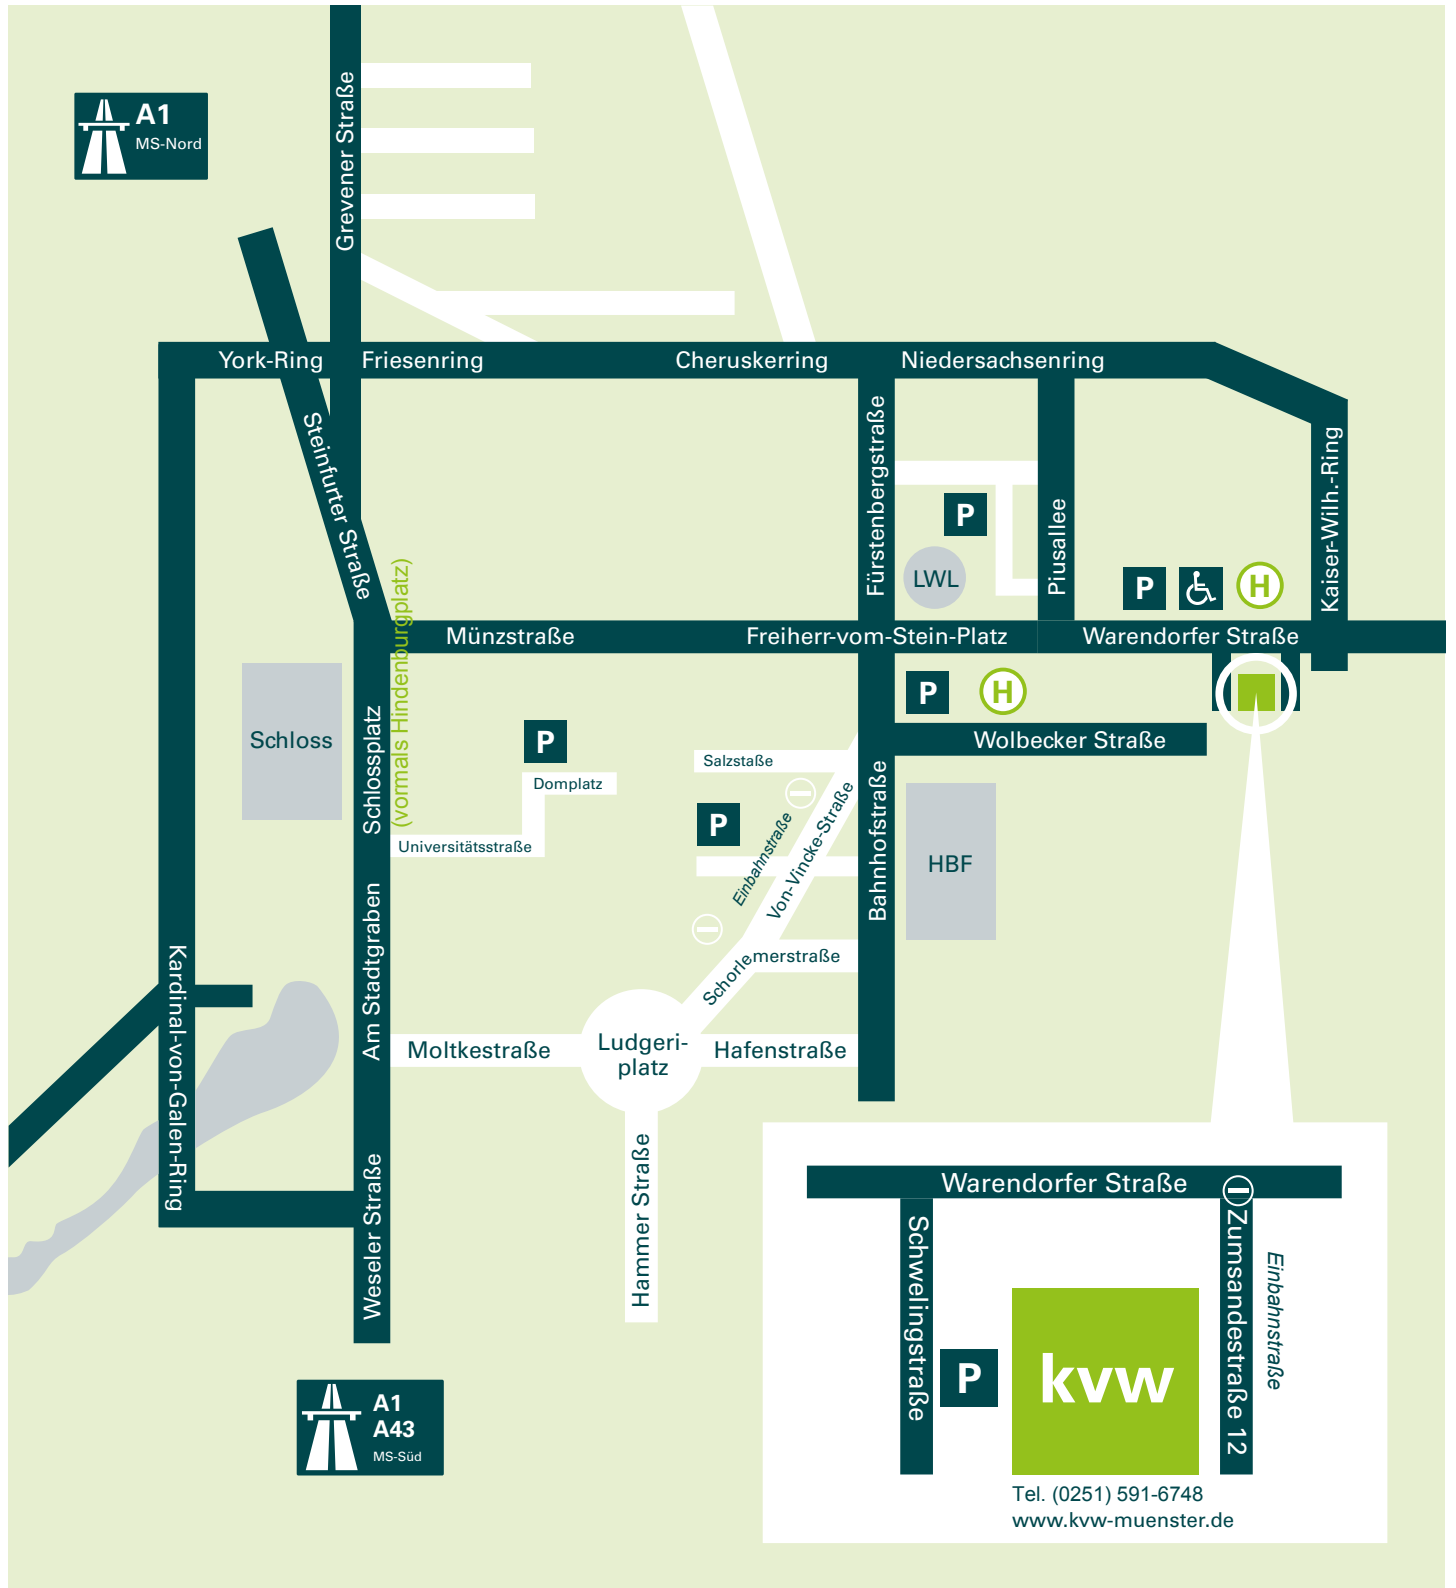 A1
MS-Nord
Grevener Straße
York-Ring
Friesenring
Cheruskerring
Niedersachsenring
Steinfurter Straße
Fürstenbergstraße
Piusallee
Kaiser-Wilh.-Ring
P
LWL
P
H
Münzstraße
Freiherr-vom-Stein-Platz
Warendorfer Straße
Schlossplatz
(vormals Hindenburgplatz)
Schloss
P
H
Wolbecker Straße
P
Domplatz
Universitätsstraße
Salzstaße
P
Einbahnstraße
Von-Vincke-Straße
Bahnhofstraße
HBF
Kardinal-von-Galen-Ring
Am Stadtgraben
Schorlemerstraße
Moltkestraße
Ludgeri-
platz
Hafenstraße
Hammer Straße
Weseler Straße
A1
A43
MS-Süd
Warendorfer Straße
Schwelingstraße
P
kvw
Zumsandestraße 12
Einbahnstraße
Tel. (0251) 591-6748
www.kvw-muenster.de